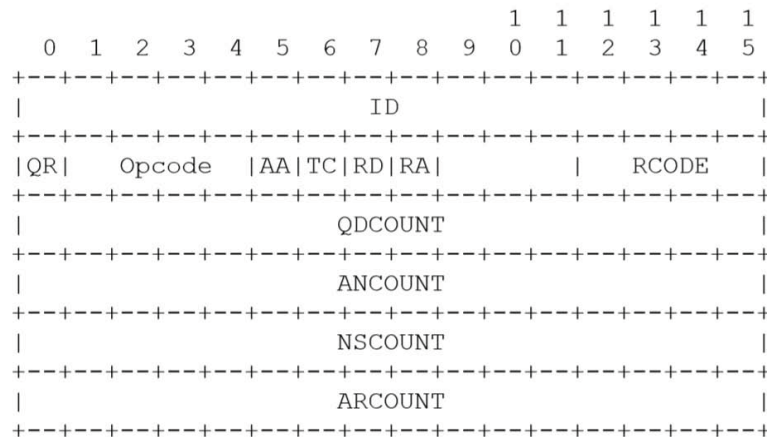 1  1  1  1  1  1
  0  1  2  3  4  5  6  7  8  9  0  1  2  3  4  5
+--+--+--+--+--+--+--+--+--+--+--+--+--+--+--+--+
|                      ID                       |
+--+--+--+--+--+--+--+--+--+--+--+--+--+--+--+--+
|QR|   Opcode  |AA|TC|RD|RA|        |   RCODE   |
+--+--+--+--+--+--+--+--+--+--+--+--+--+--+--+--+
|                    QDCOUNT                    |
+--+--+--+--+--+--+--+--+--+--+--+--+--+--+--+--+
|                    ANCOUNT                    |
+--+--+--+--+--+--+--+--+--+--+--+--+--+--+--+--+
|                    NSCOUNT                    |
+--+--+--+--+--+--+--+--+--+--+--+--+--+--+--+--+
|                    ARCOUNT                    |
+--+--+--+--+--+--+--+--+--+--+--+--+--+--+--+--+